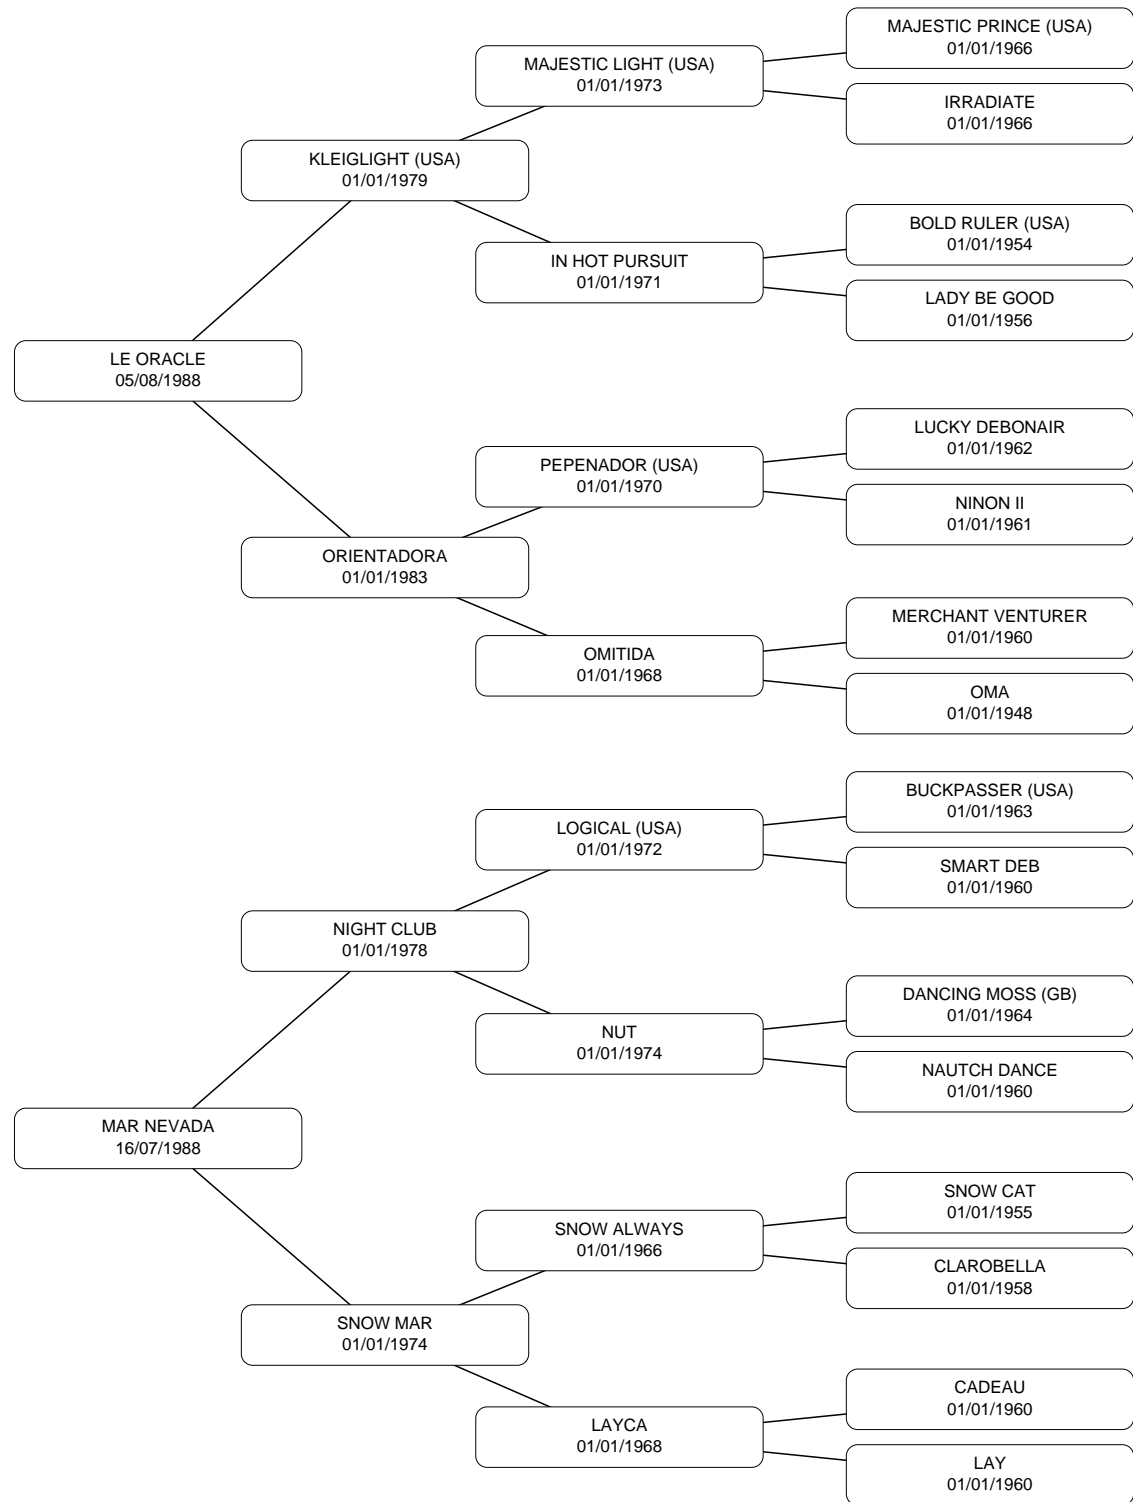 MAJESTIC PRINCE (USA)
01/01/1966
MAJESTIC LIGHT (USA)
01/01/1973
IRRADIATE
01/01/1966
KLEIGLIGHT (USA)
01/01/1979
BOLD RULER (USA)
01/01/1954
IN HOT PURSUIT
01/01/1971
LADY BE GOOD
01/01/1956
LE ORACLE
05/08/1988
LUCKY DEBONAIR
01/01/1962
PEPENADOR (USA)
01/01/1970
NINON II
01/01/1961
ORIENTADORA
01/01/1983
MERCHANT VENTURER
01/01/1960
OMITIDA
01/01/1968
OMA
01/01/1948
BUCKPASSER (USA)
01/01/1963
LOGICAL (USA)
01/01/1972
SMART DEB
01/01/1960
NIGHT CLUB
01/01/1978
DANCING MOSS (GB)
01/01/1964
NUT
01/01/1974
NAUTCH DANCE
01/01/1960
MAR NEVADA
16/07/1988
SNOW CAT
01/01/1955
SNOW ALWAYS
01/01/1966
CLAROBELLA
01/01/1958
SNOW MAR
01/01/1974
CADEAU
01/01/1960
LAYCA
01/01/1968
LAY
01/01/1960